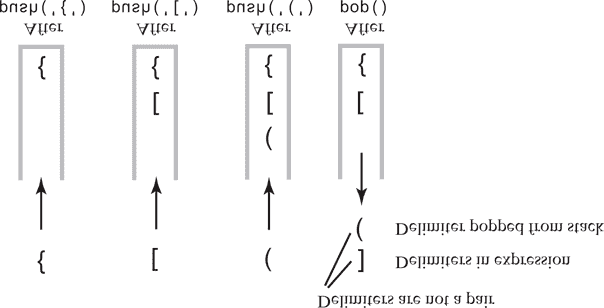 Delimiters are not a pair
{ [ ( ] Delimiters in expression
( Delimiter popped from stack
(
[ [ [
{ { { {
After After After After
push('{') push('[') push('(') pop()